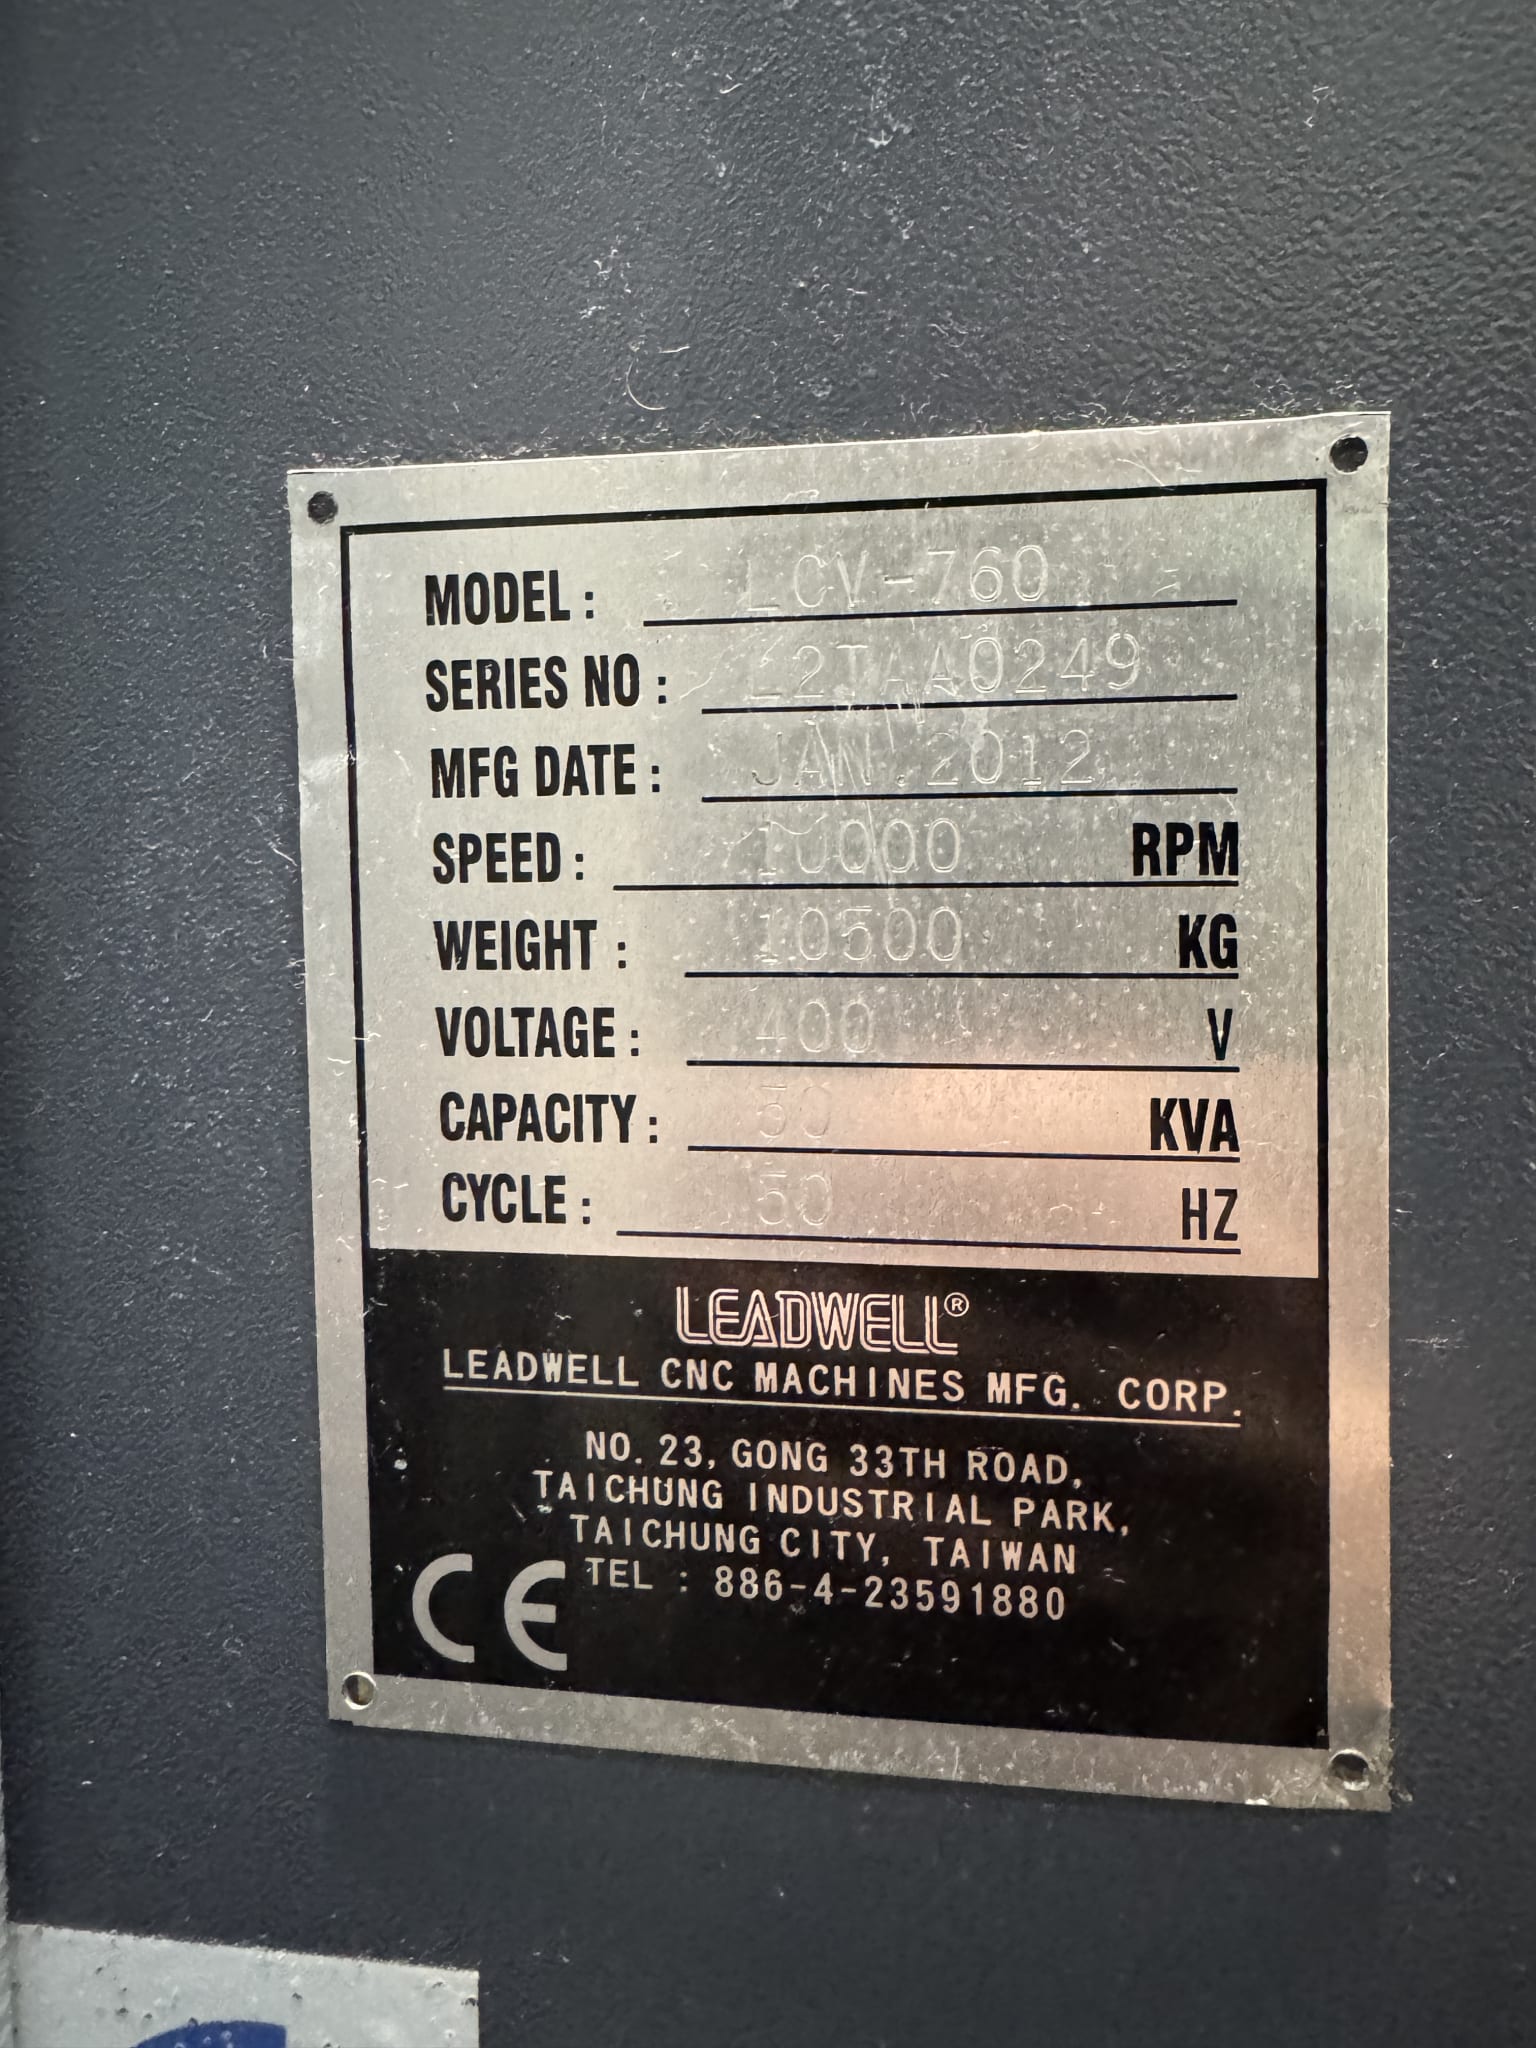 MODEL : LCV-760
SERIES NO : L2TAA0249
MFG DATE : JAN.2012
SPEED : 10000 RPM
WEIGHT : 10500 KG
VOLTAGE : 400 V
CAPACITY : KVA
CYCLE : 50 HZ
LEADWELL®
LEADWELL CNC MACHINES MFG. CORP.
NO. 23, GONG 33TH ROAD,
TAICHUNG INDUSTRIAL PARK,
TAICHUNG CITY, TAIWAN
TEL : 886-4-23591880
CE